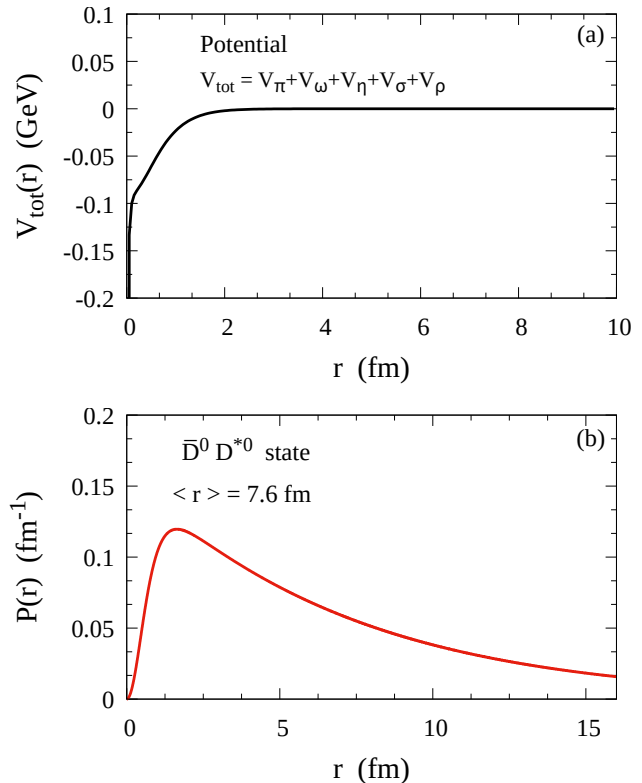 0.1
0.05
0
-0.05
-0.1
-0.15
-0.2
V_tot(r) (GeV)
Potential
(a)
V_tot = V_π+V_ω+V_η+V_σ+V_ρ
0 2 4 6 8 10
r (fm)
0.2
0.15
0.1
0.05
0
P(r) (fm⁻¹)
D̅⁰ D*⁰ state
(b)
< r > = 7.6 fm
0 5 10 15
r (fm)